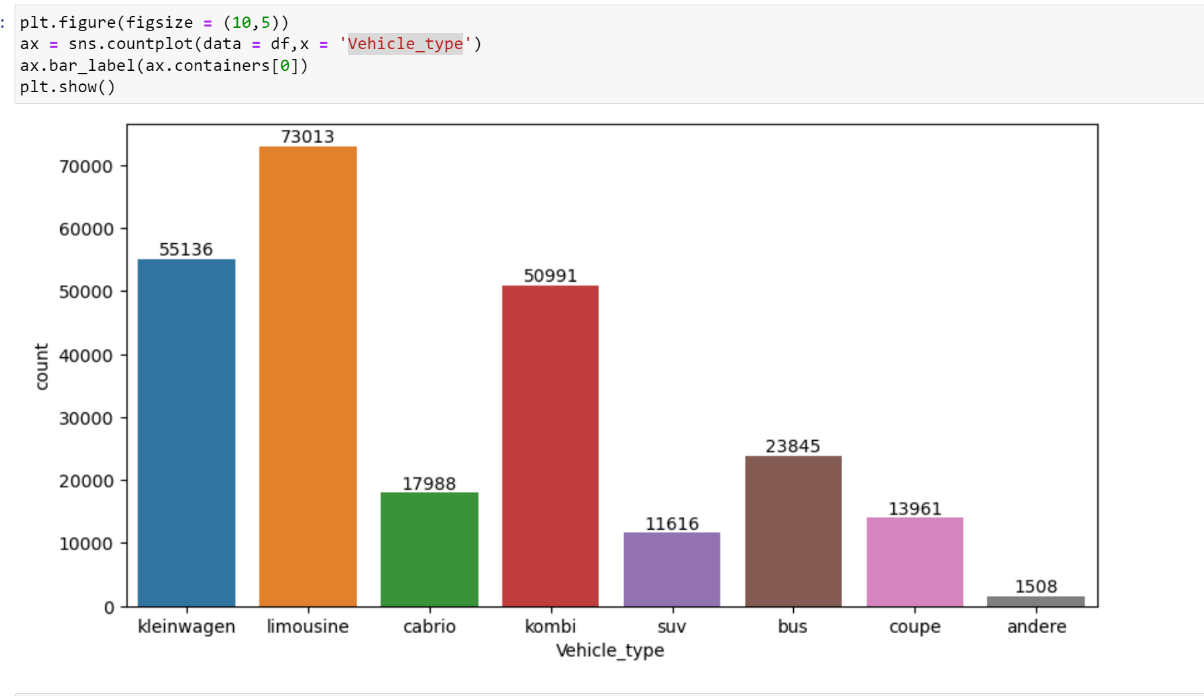 :
plt.figure(figsize = (10,5))
ax = sns.countplot(data = df,x = 'Vehicle_type')
ax.bar_label(ax.containers[0])
plt.show()
73013
70000
60000
55136
50991
50000
40000
count
30000
23845
20000
17988
13961
11616
10000
1508
0
kleinwagen limousine cabrio kombi suv bus coupe andere
Vehicle_type